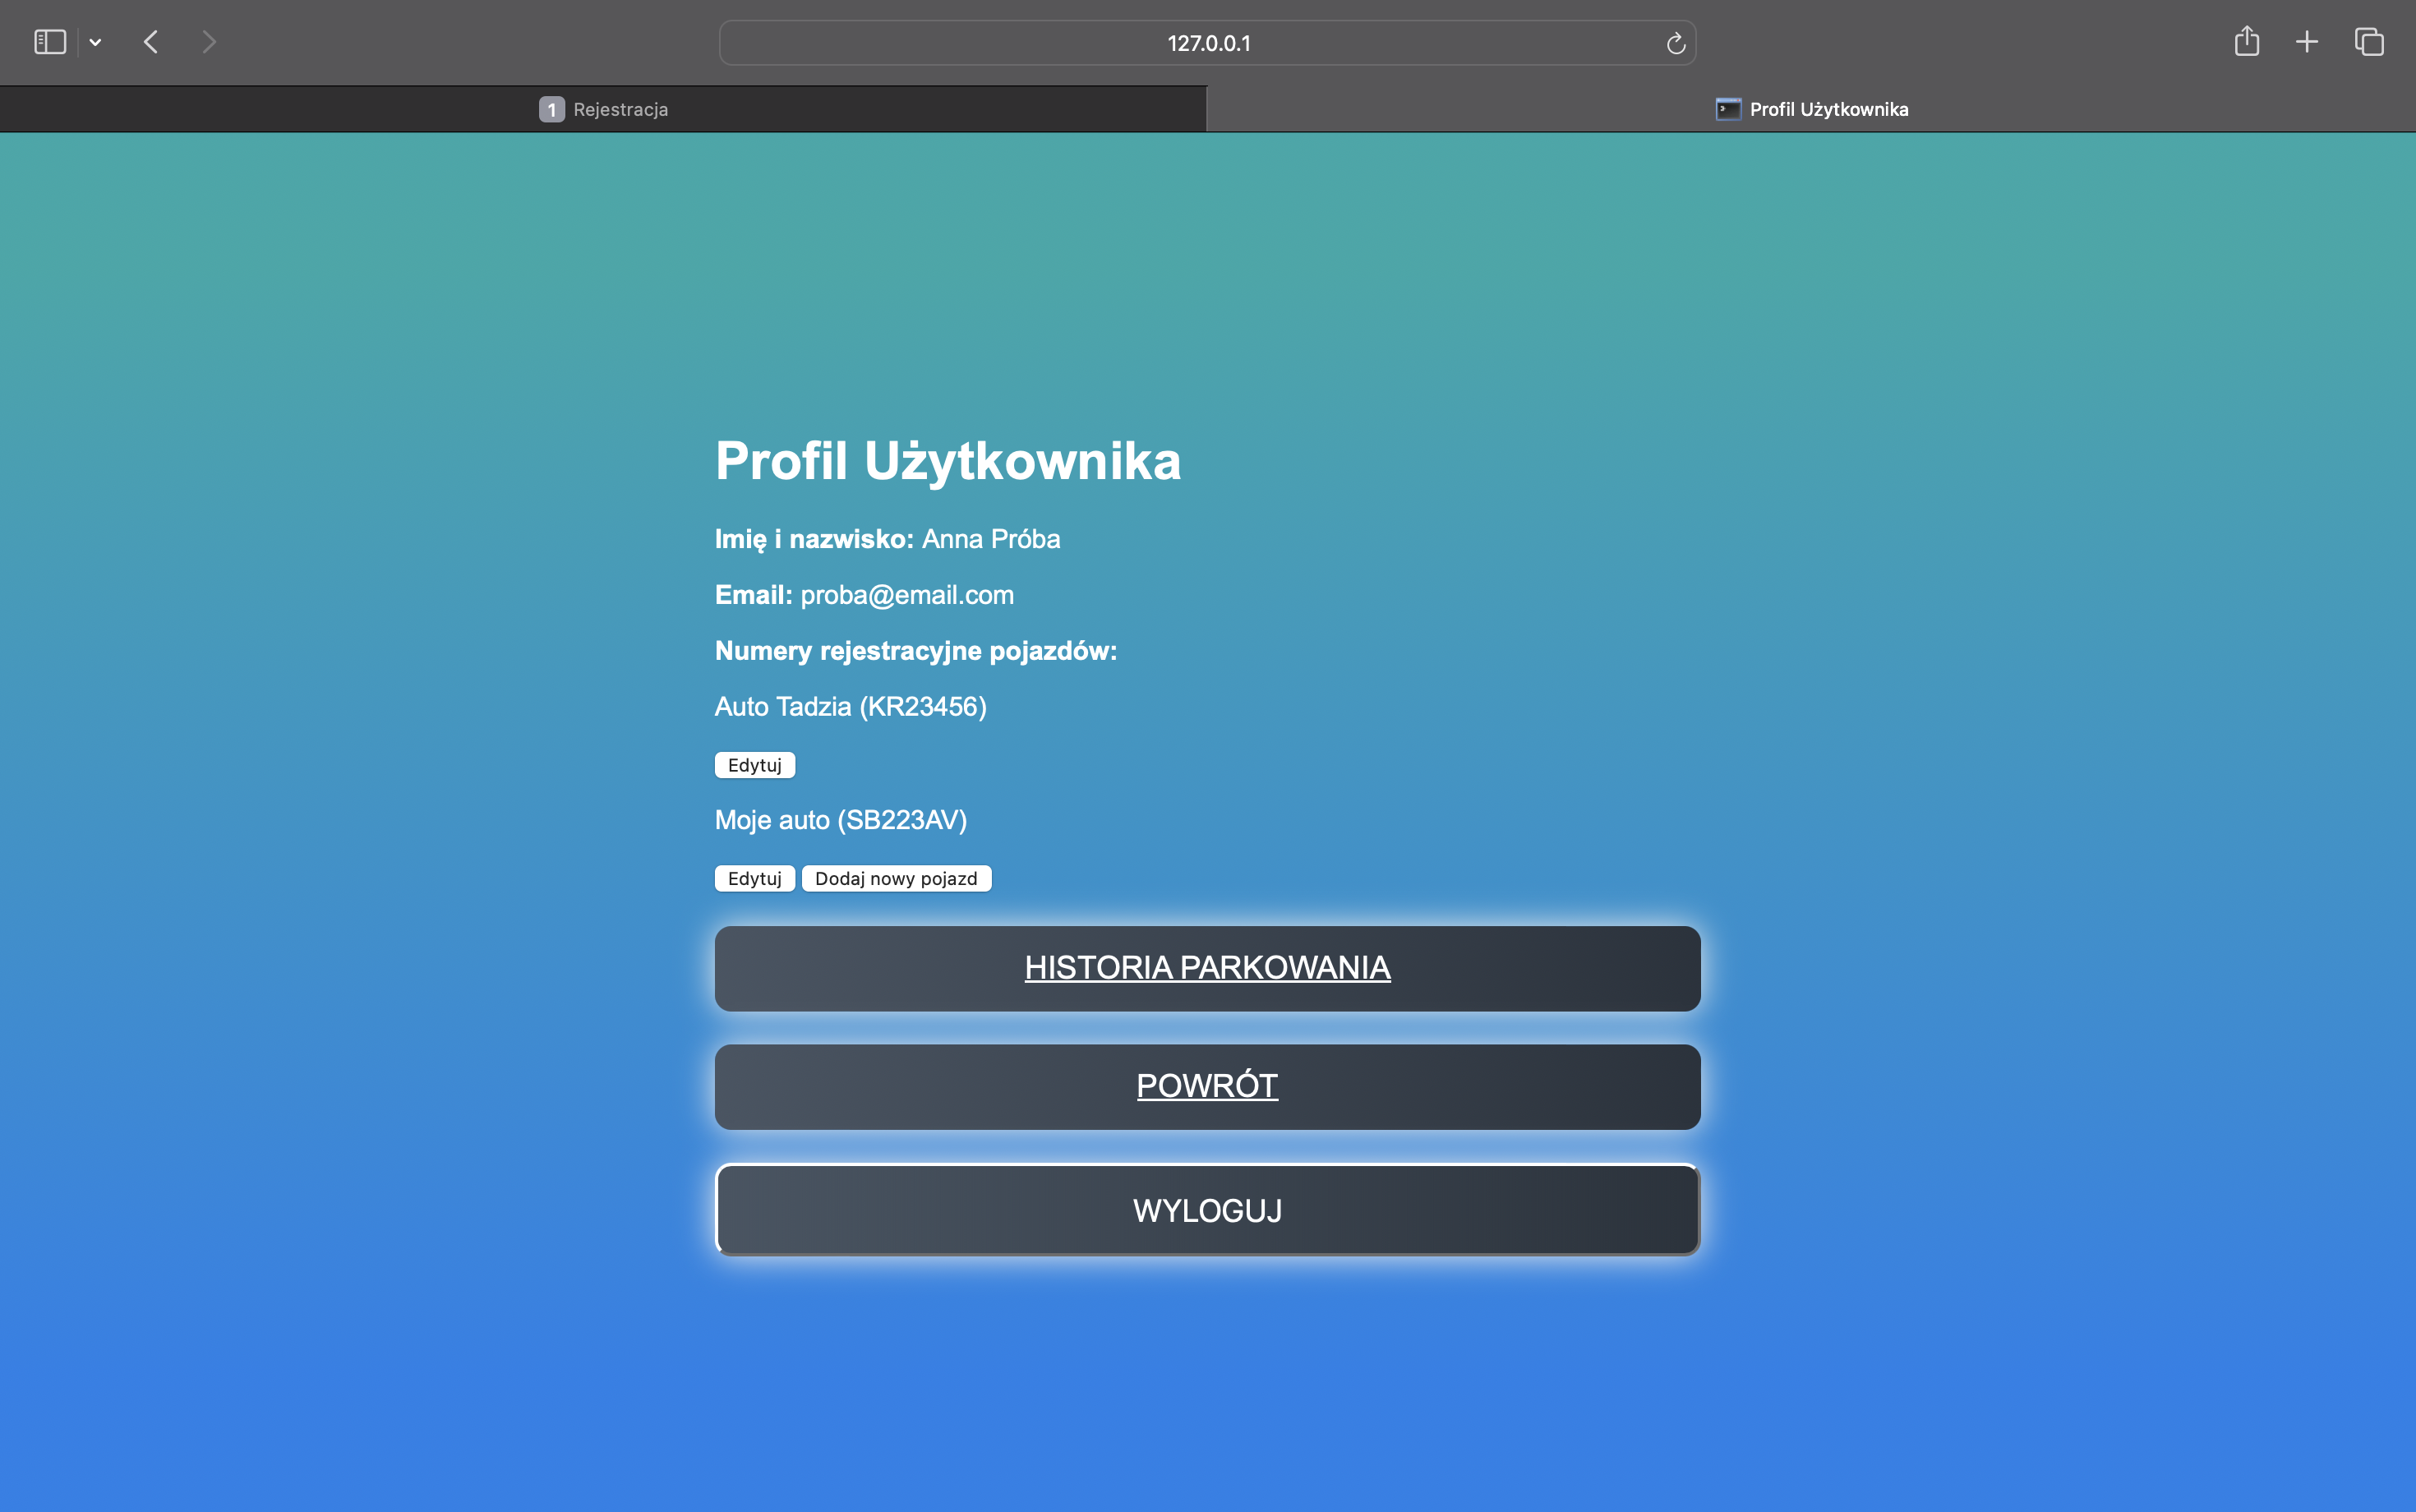 127.0.0.1
1 Rejestracja
Profil Użytkownika
Profil Użytkownika
Imię i nazwisko: Anna Próba
Email: proba@email.com
Numery rejestracyjne pojazdów:
Auto Tadzia (KR23456)
Edytuj
Moje auto (SB223AV)
Edytuj Dodaj nowy pojazd
HISTORIA PARKOWANIA
POWRÓT
WYLOGUJ